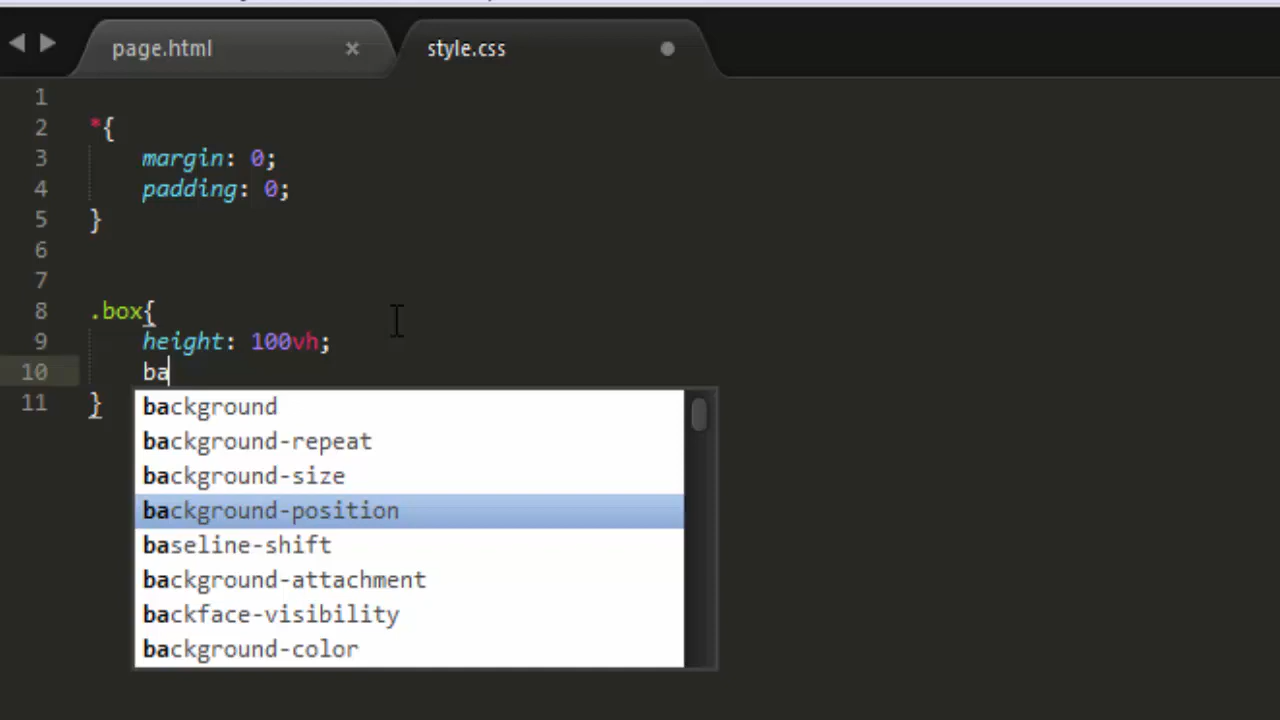 page.html × style.css
1
2 *{
3 margin: 0;
4 padding: 0;
5 }
6
7
8 .box{
9 height: 100vh;
10 ba
11 }
background
background-repeat
background-size
background-position
baseline-shift
background-attachment
backface-visibility
background-color